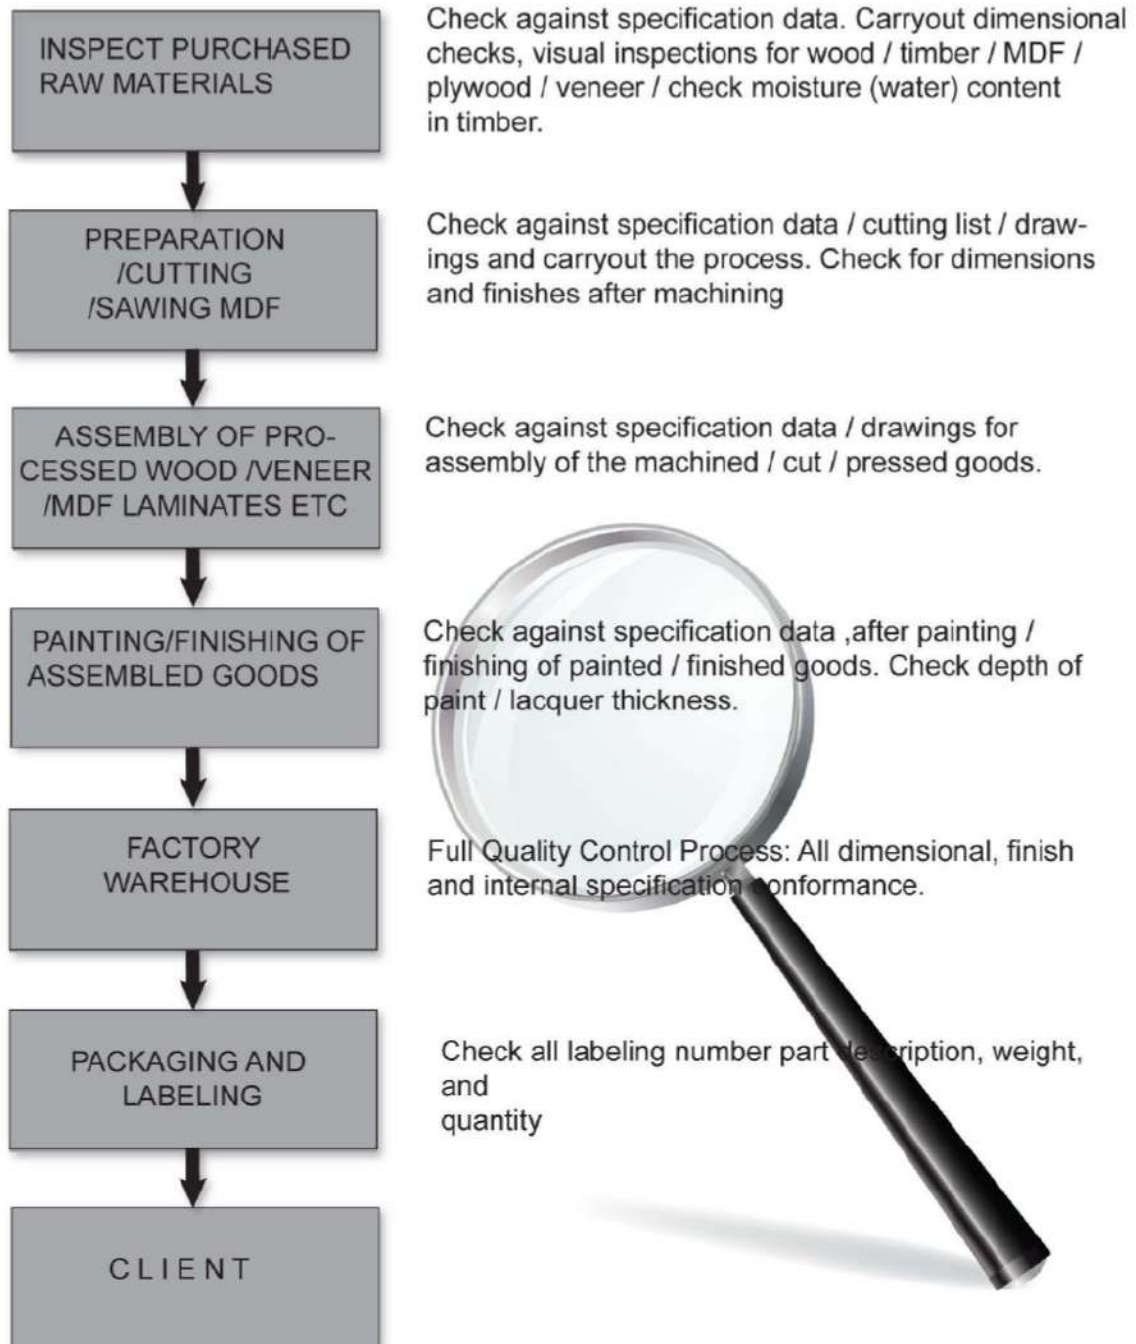 INSPECT PURCHASED
RAW MATERIALS
Check against specification data. Carryout dimensional
checks, visual inspections for wood / timber / MDF /
plywood / veneer / check moisture (water) content
in timber.
PREPARATION
/CUTTING
/SAWING MDF
Check against specification data / cutting list / draw-
ings and carryout the process. Check for dimensions
and finishes after machining
ASSEMBLY OF PRO-
CESSED WOOD /VENEER
/MDF LAMINATES ETC
Check against specification data / drawings for
assembly of the machined / cut / pressed goods.
PAINTING/FINISHING OF
ASSEMBLED GOODS
Check against specification data ,after painting /
finishing of painted / finished goods. Check depth of
paint / lacquer thickness.
FACTORY
WAREHOUSE
Full Quality Control Process: All dimensional, finish
and internal specification conformance.
PACKAGING AND
LABELING
Check all labeling number part description, weight,
and
quantity
CLIENT